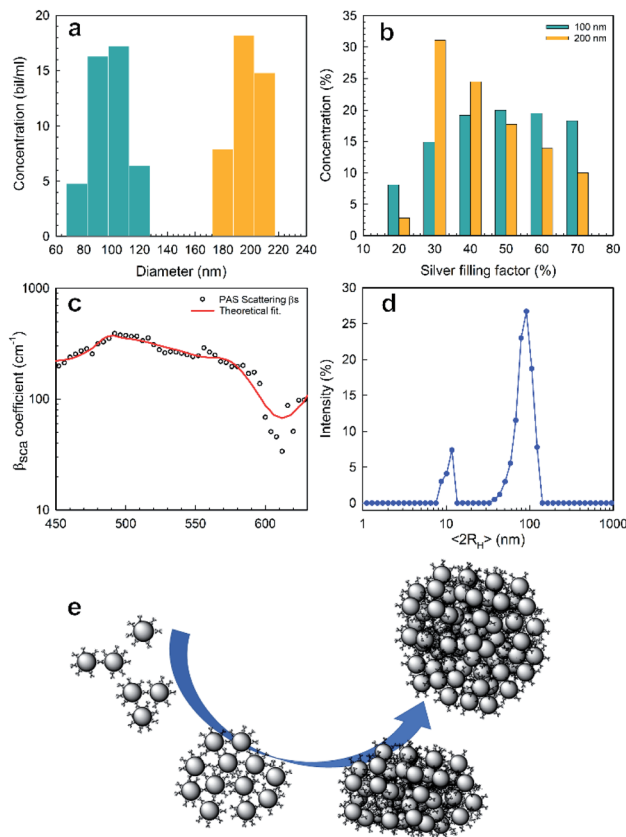 a
Concentration (bil/ml)
20
15
10
5
0
60 80 100 120 140 160 180 200 220 240
Diameter (nm)
b
100 nm
200 nm
Concentration (%)
35
30
25
20
15
10
5
0
10 20 30 40 50 60 70 80
Silver filling factor (%)
c
PAS Scattering βs
Theoretical fit.
βSCA coefficient (cm⁻¹)
1000
100
10
450 500 550 600
d
Intensity (%)
30
25
20
15
10
5
0
1 10 100 1000
<2R_H> (nm)
e